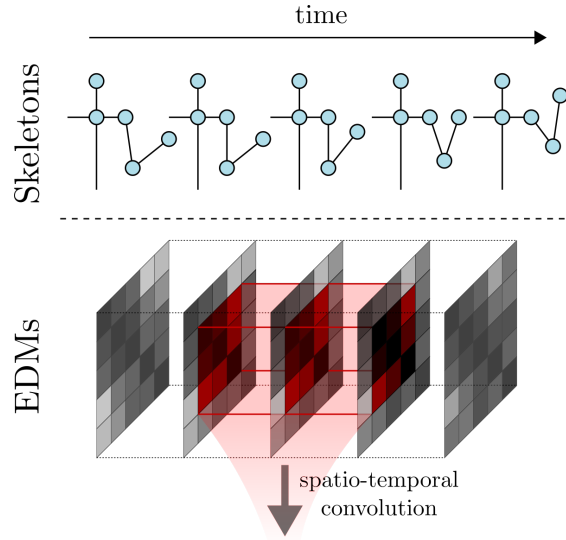 time
Skeletons
EDMs
spatio-temporal
convolution